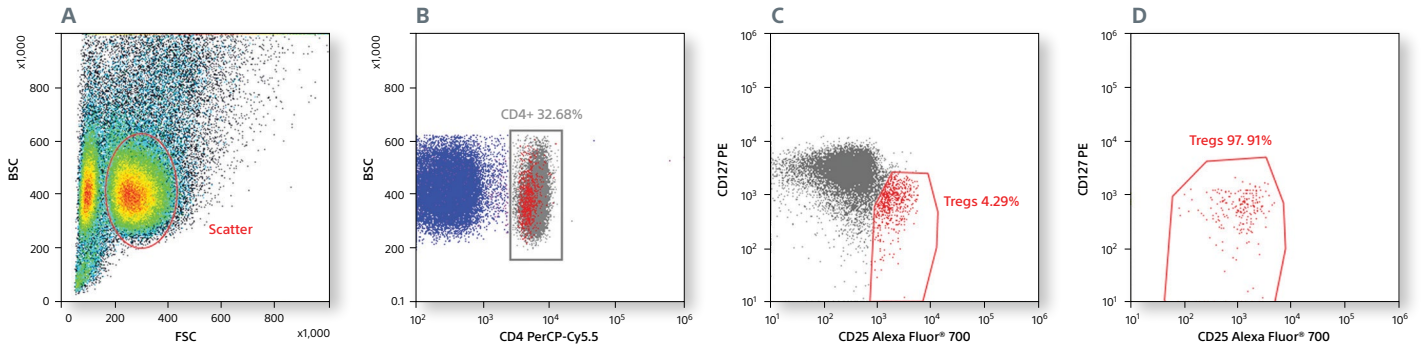 A
x1,000
800
600
400
200
0
BSC
Scatter
0 200 400 600 800
FSC
x1,000
B
x1,000
800
600
400
200
0.1
BSC
CD4+ 32.68%
10² 10³ 10⁴ 10⁵ 10⁶
CD4 PerCP-Cy5.5
C
10⁶
10⁵
10⁴
10³
10²
10¹
CD127 PE
Tregs 4.29%
10¹ 10² 10³ 10⁴ 10⁵ 10⁶
CD25 Alexa Fluor® 700
D
10⁶
10⁵
10⁴
10³
10²
10¹
CD127 PE
Tregs 97. 91%
10¹ 10² 10³ 10⁴ 10⁵ 10⁶
CD25 Alexa Fluor® 700